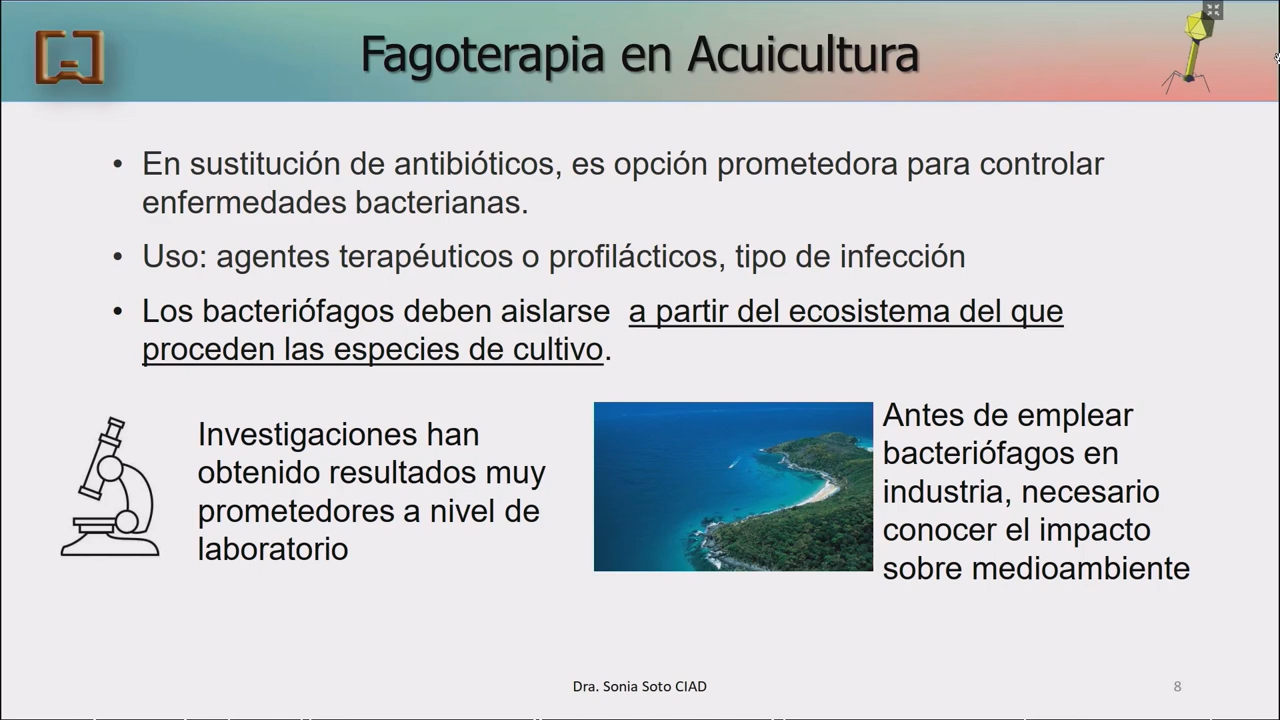 Fagoterapia en Acuicultura
• En sustitución de antibióticos, es opción prometedora para controlar
enfermedades bacterianas.
• Uso: agentes terapéuticos o profilácticos, tipo de infección
• Los bacteriófagos deben aislarse a partir del ecosistema del que
proceden las especies de cultivo.
Investigaciones han
obtenido resultados muy
prometedores a nivel de
laboratorio
Antes de emplear
bacteriófagos en
industria, necesario
conocer el impacto
sobre medioambiente
Dra. Sonia Soto CIAD
8